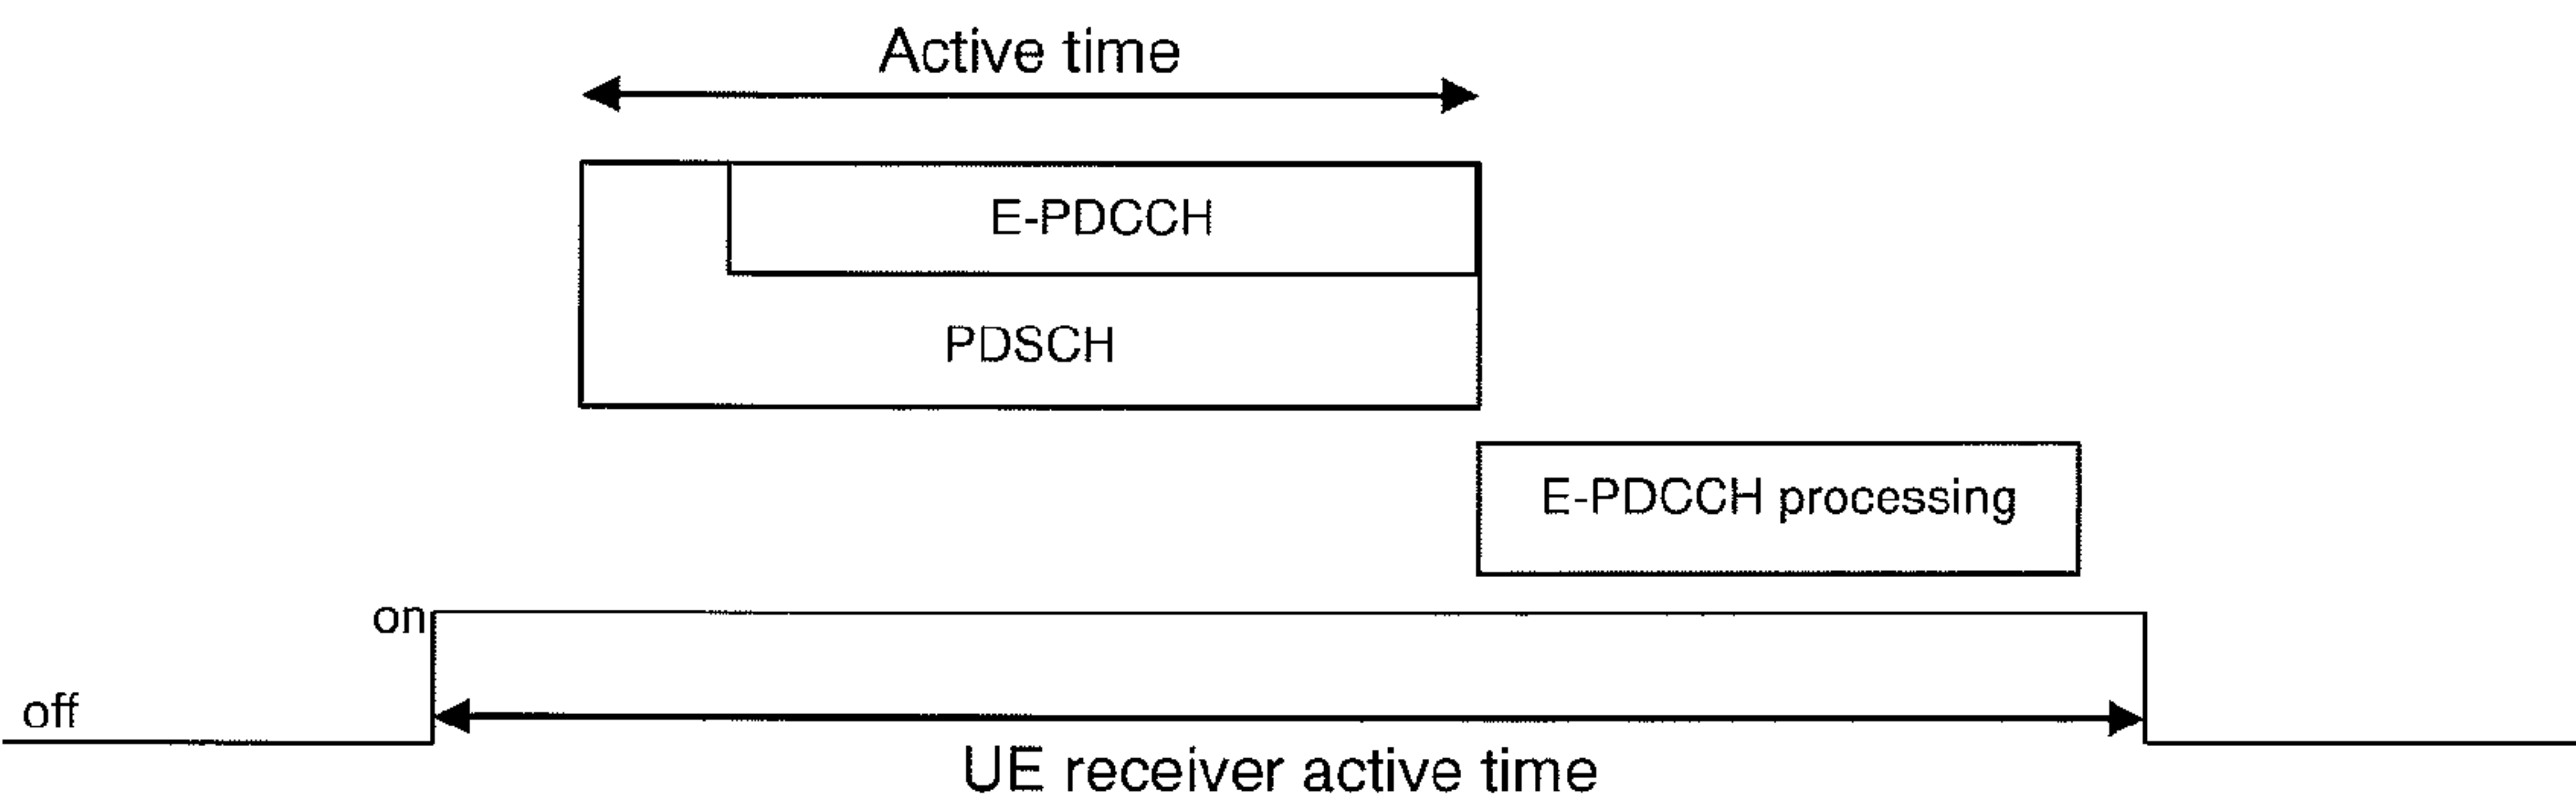 Active time
E-PDCCH
PDSCH
E-PDCCH processing
on
off
UE receiver active time